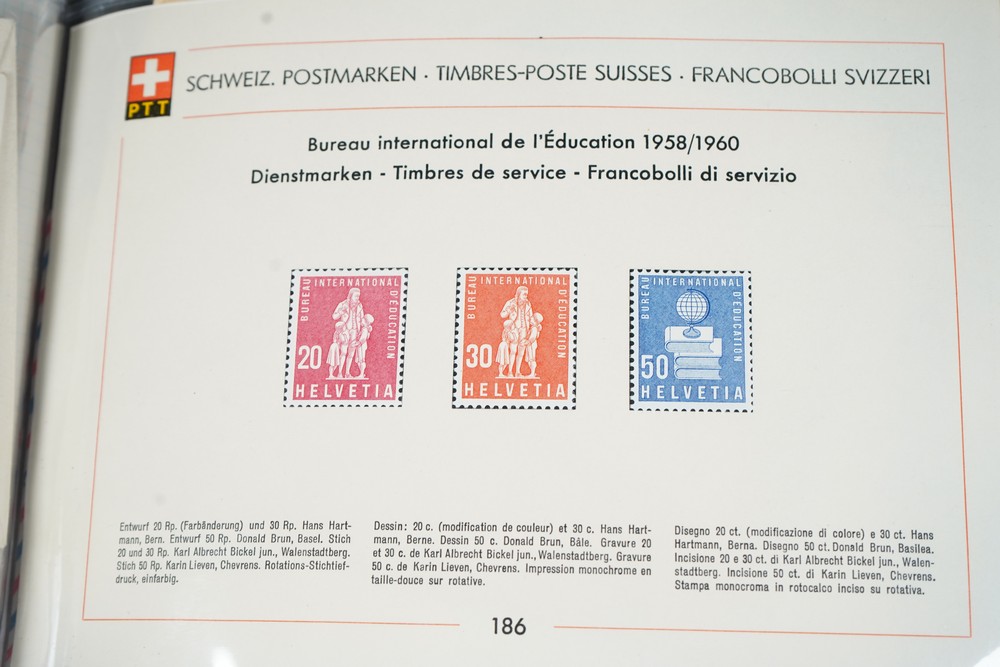 PTT
SCHWEIZ. POSTMARKEN · TIMBRES-POSTE SUISSES · FRANCOBOLLI SVIZZERI
Bureau international de l'Éducation 1958/1960
Dienstmarken - Timbres de service - Francobolli di servizio
BUREAU INTERNATIONAL D'EDUCATION
20
HELVETIA
BUREAU INTERNATIONAL D'EDUCATION
30
HELVETIA
BUREAU INTERNATIONAL D'EDUCATION
50
HELVETIA
Entwurf 20 Rp. (Farbänderung) und 30 Rp. Hans Hart-
mann, Bern. Entwurf 50 Rp. Donald Brun, Basel. Stich
20 und 30 Rp. Karl Albrecht Bickel jun., Walenstadtberg.
Stich 50 Rp. Karin Lieven, Chevrens. Rotations-Stichtief-
druck, einfarbig.
Dessin: 20 c. (modification de couleur) et 30 c. Hans Hart-
mann, Berne. Dessin 50 c. Donald Brun, Bâle. Gravure 20
et 30 c. de Karl Albrecht Bickel jun., Walenstadtberg. Gravure
50 c. de Karin Lieven, Chevrens. Impression monochrome en
taille-douce sur rotative.
Disegno 20 ct. (modificazione di colore) e 30 ct. Hans
Hartmann, Berna. Disegno 50 ct. Donald Brun, Basilea.
Incisione 20 e 30 ct. di Karl Albrecht Bickel jun., Walen-
stadtberg. Incisione 50 ct. di Karin Lieven, Chevrens.
Stampa monocroma in rotocalco inciso su rotativa.
186